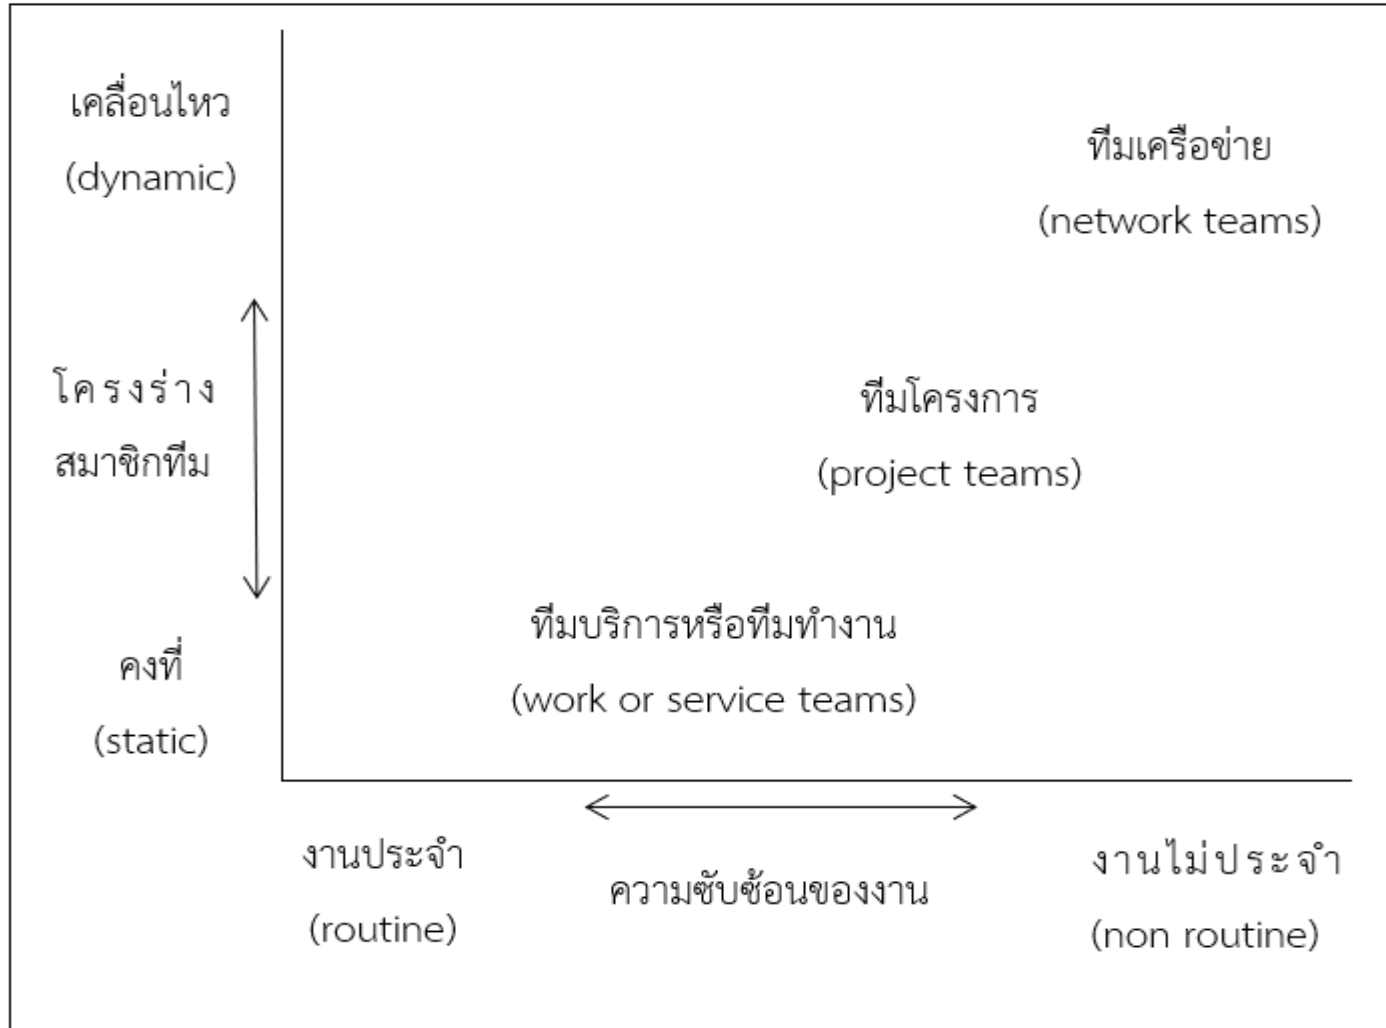 เคลื่อนไหว
(dynamic)
ทีมเครือข่าย
(network teams)
โครงร่าง
สมาชิกทีม
ทีมโครงการ
(project teams)
ทีมบริการหรือทีมทำงาน
(work or service teams)
คงที่
(static)
งานประจำ
(routine)
ความซับซ้อนของงาน
งานไม่ประจำ
(non routine)